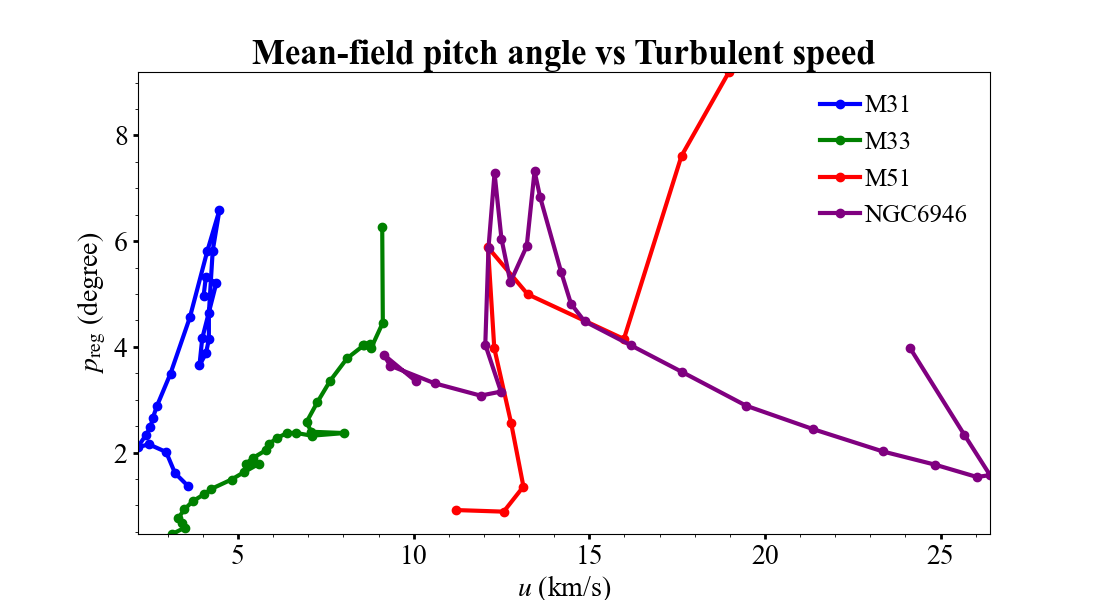 Mean-field pitch angle vs Turbulent speed
M31
M33
M51
NGC6946
8
6
4
2
p_reg (degree)
5
10
15
20
25
u (km/s)